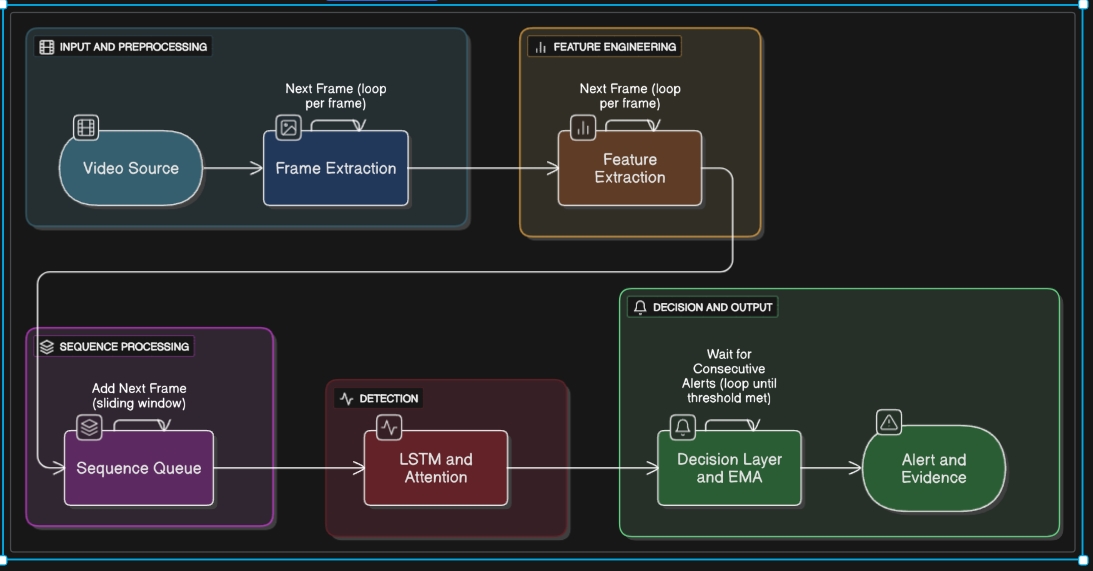 INPUT AND PREPROCESSING
Next Frame (loop
per frame)
Video Source
Frame Extraction
FEATURE ENGINEERING
Next Frame (loop
per frame)
Feature
Extraction
SEQUENCE PROCESSING
Add Next Frame
(sliding window)
Sequence Queue
DETECTION
LSTM and
Attention
DECISION AND OUTPUT
Wait for
Consecutive
Alerts (loop until
threshold met)
Decision Layer
and EMA
Alert and
Evidence